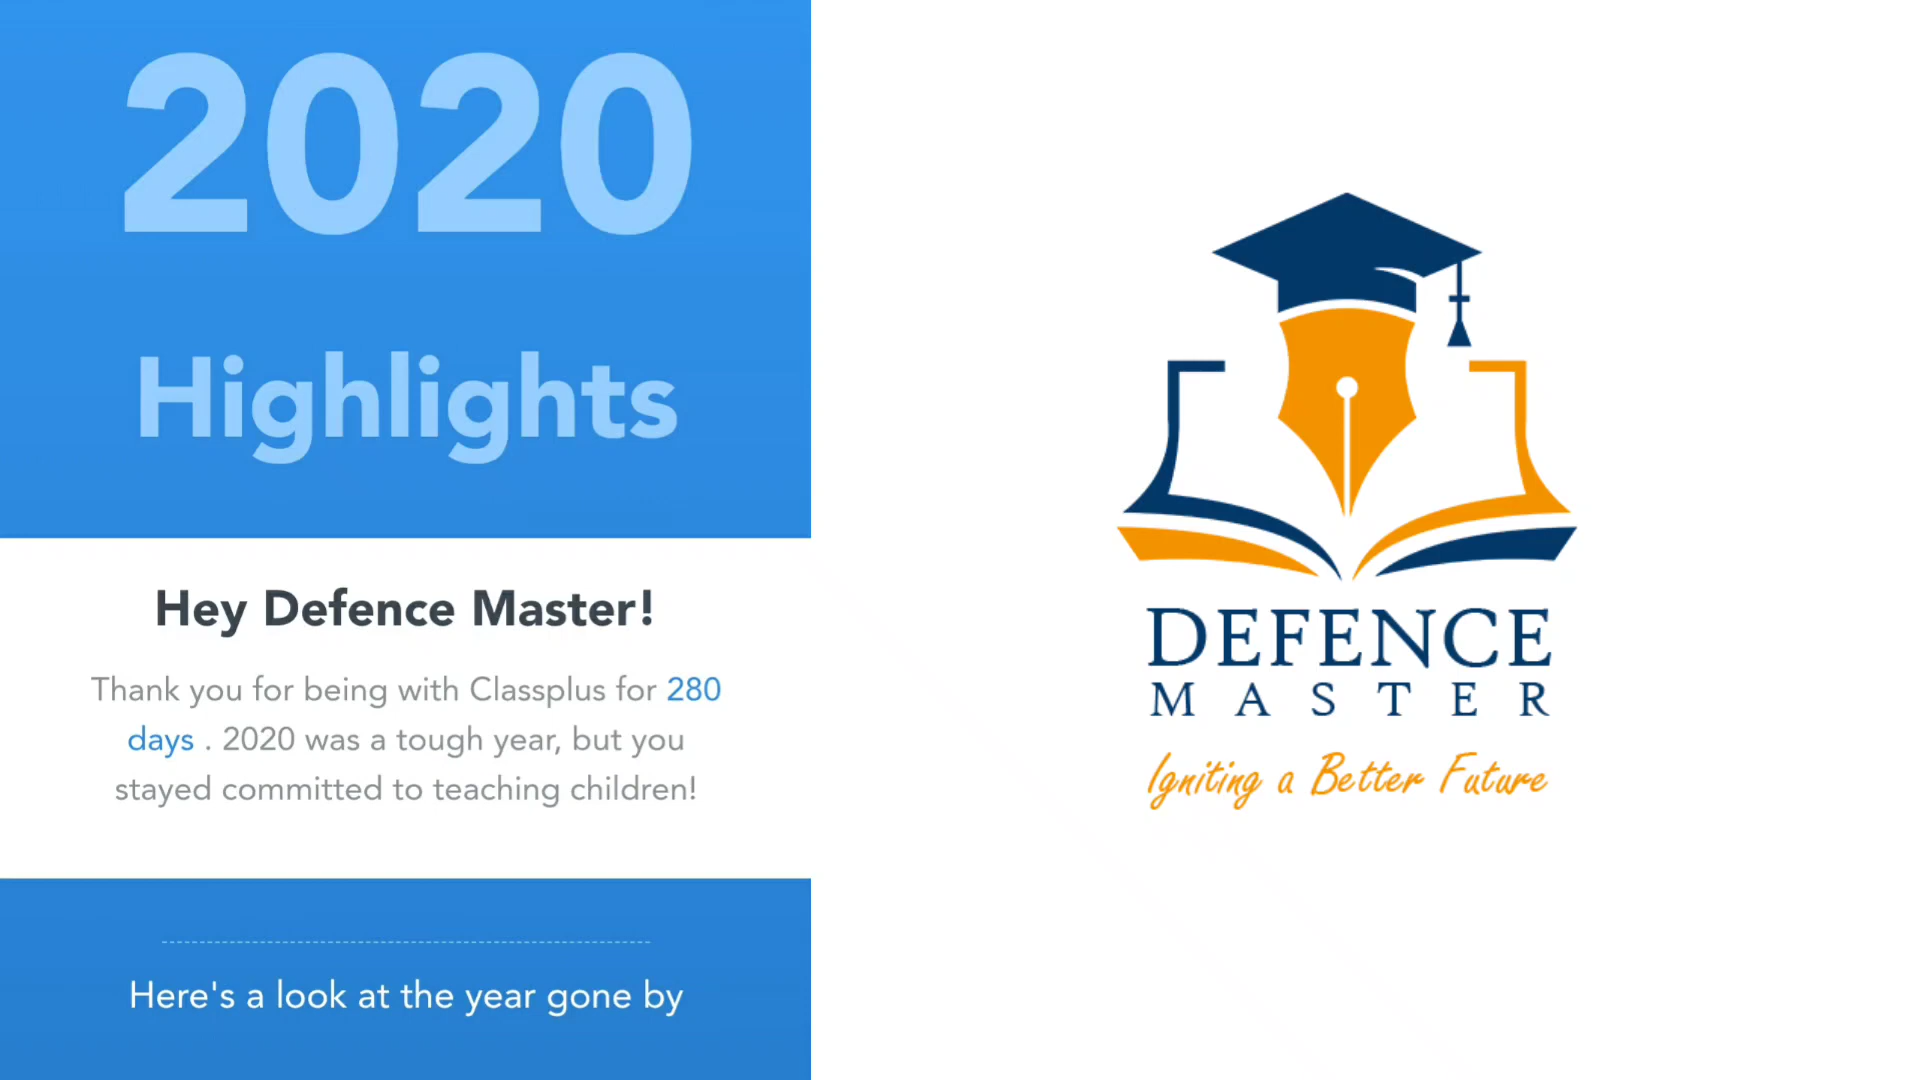 2020
Highlights
Hey Defence Master!
Thank you for being with Classplus for 280
days . 2020 was a tough year, but you
stayed committed to teaching children!
Here's a look at the year gone by
DEFENCE
MASTER
Igniting a Better Future